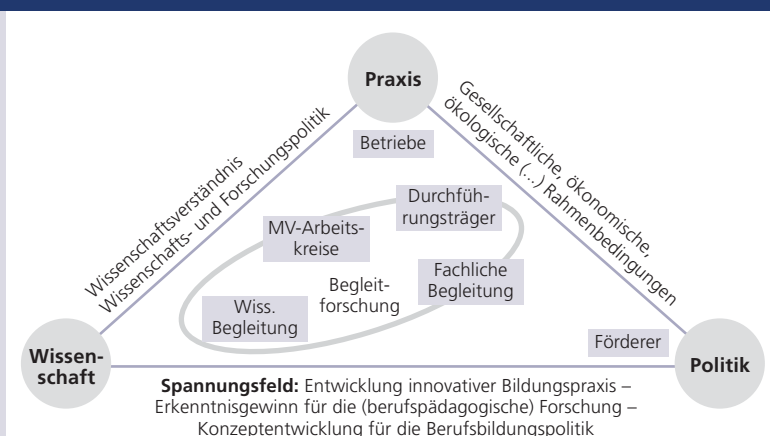 Praxis
Wissenschaftsverständnis
Wissenschafts- und Forschungspolitik
Gesellschaftliche, ökonomische,
ökologische (...) Rahmenbedingungen
Betriebe
Durchfüh-
rungsträger
MV-Arbeits-
kreise
Begleit-
forschung
Fachliche
Begleitung
Wiss.
Begleitung
Förderer
Wissen-
schaft
Politik
Spannungsfeld: Entwicklung innovativer Bildungspraxis –
Erkenntnisgewinn für die (berufspädagogische) Forschung –
Konzeptentwicklung für die Berufsbildungspolitik